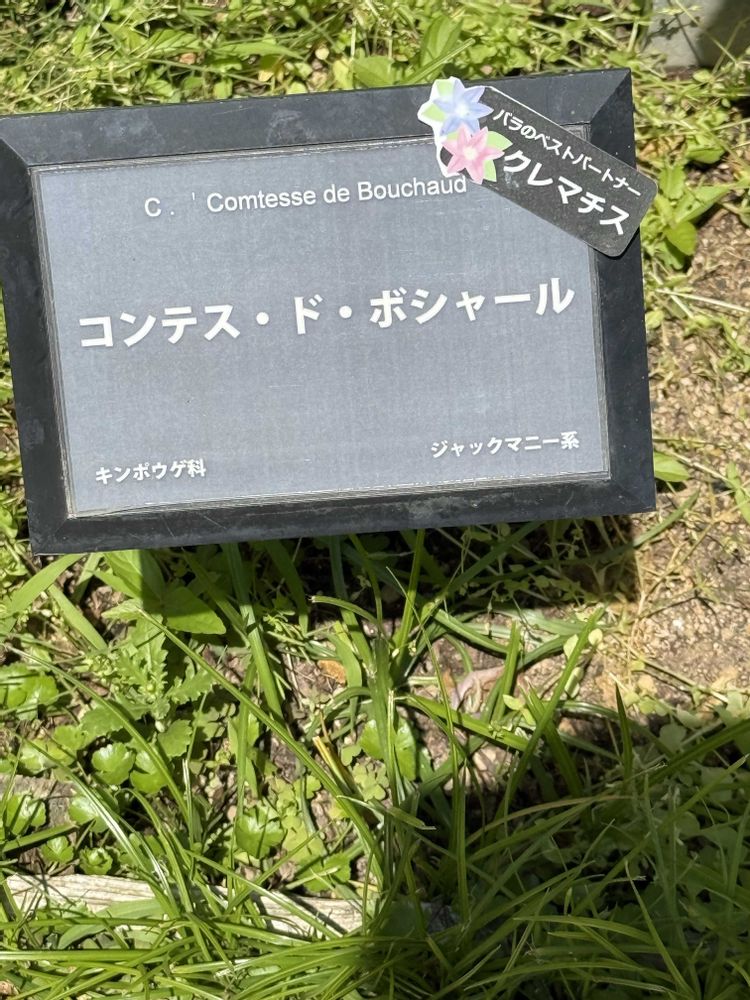 バラのベストパートナー
クレマチス
C . ' Comtesse de Bouchaud
コンテス・ド・ボシャール
キンポウゲ科
ジャックマニー系